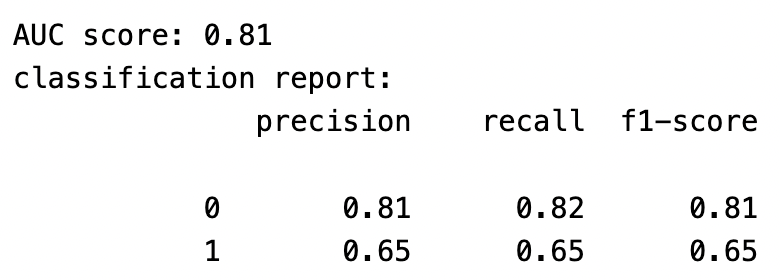 AUC score: 0.81
classification report:
precision recall f1-score
0 0.81 0.82 0.81
1 0.65 0.65 0.65